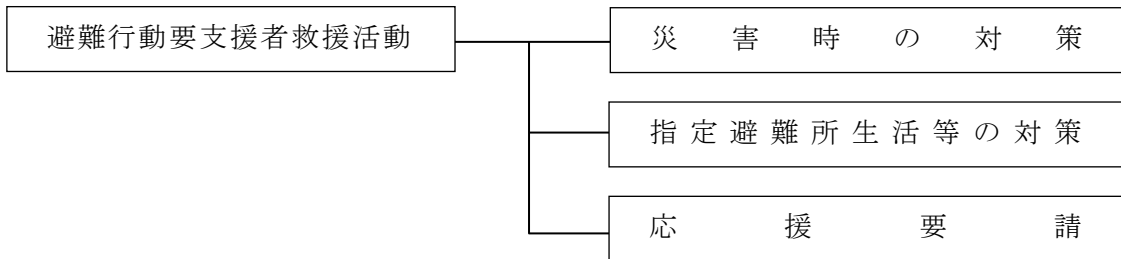 避難行動要支援者救援活動
災害時の対策
指定避難所生活等の対策
応援要請